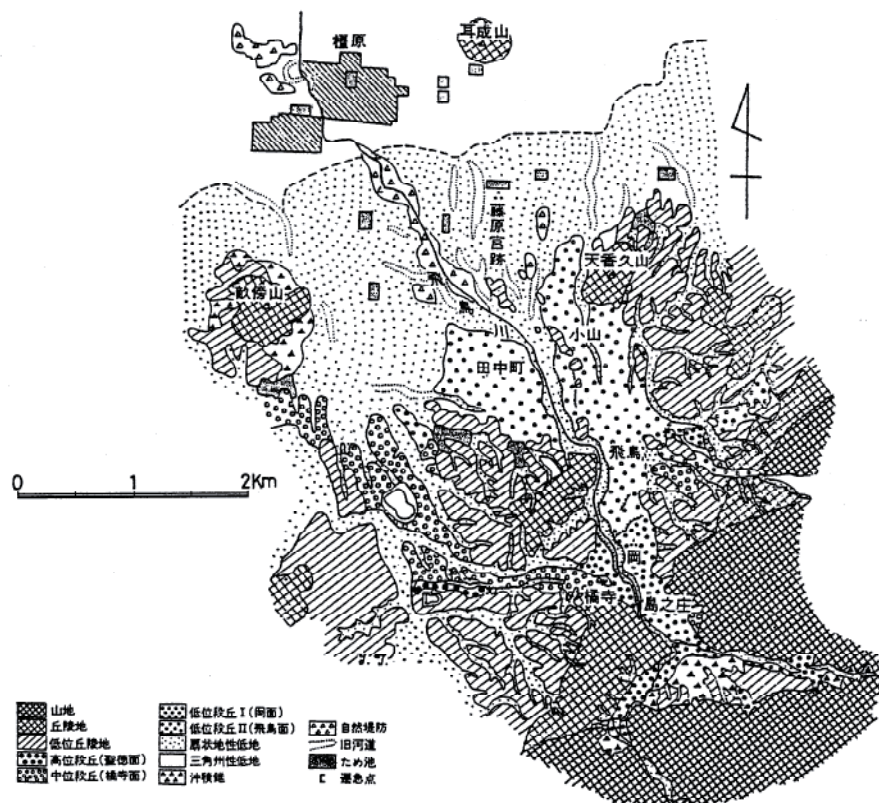 耳成山
橿原
藤原宮跡
天香久山
畝傍山
飛
鳥
川
小山
田中町
0 2Km
飛鳥
岡
橘寺
島之庄
山地
丘陵地
低位丘陵地
高位段丘(聖徳面)
中位段丘(橘寺面)
低位段丘Ⅰ(岡面)
低位段丘Ⅱ(飛鳥面)
扇状地性低地
三角州性低地
沖積錐
自然堤防
旧河道
ため池
遷急点